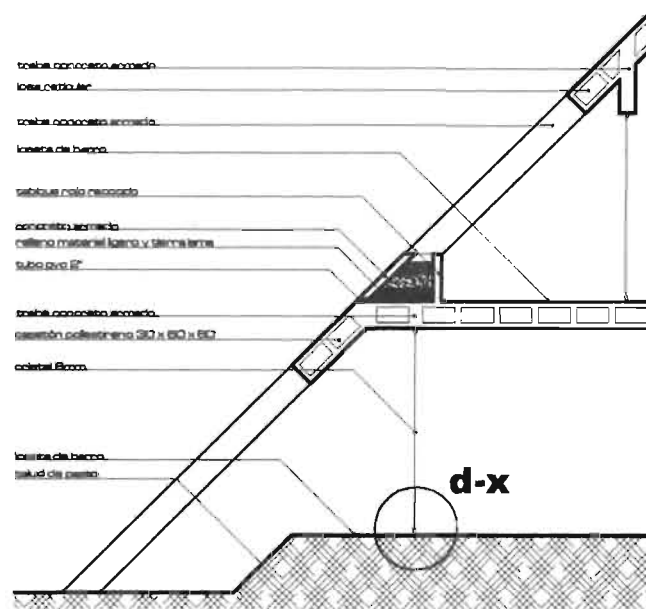 trabe concreto armado
losa reticular
trabe concreto armado
loseta de barro
tabique rojo recocido
concreto armado
relleno material ligero y tierra lama
tubo pvc 2"
trabe concreto armado
casetón poliestireno 30 x 60 x 60
cristal 6mm
loseta de barro
talud de pasto
d-x